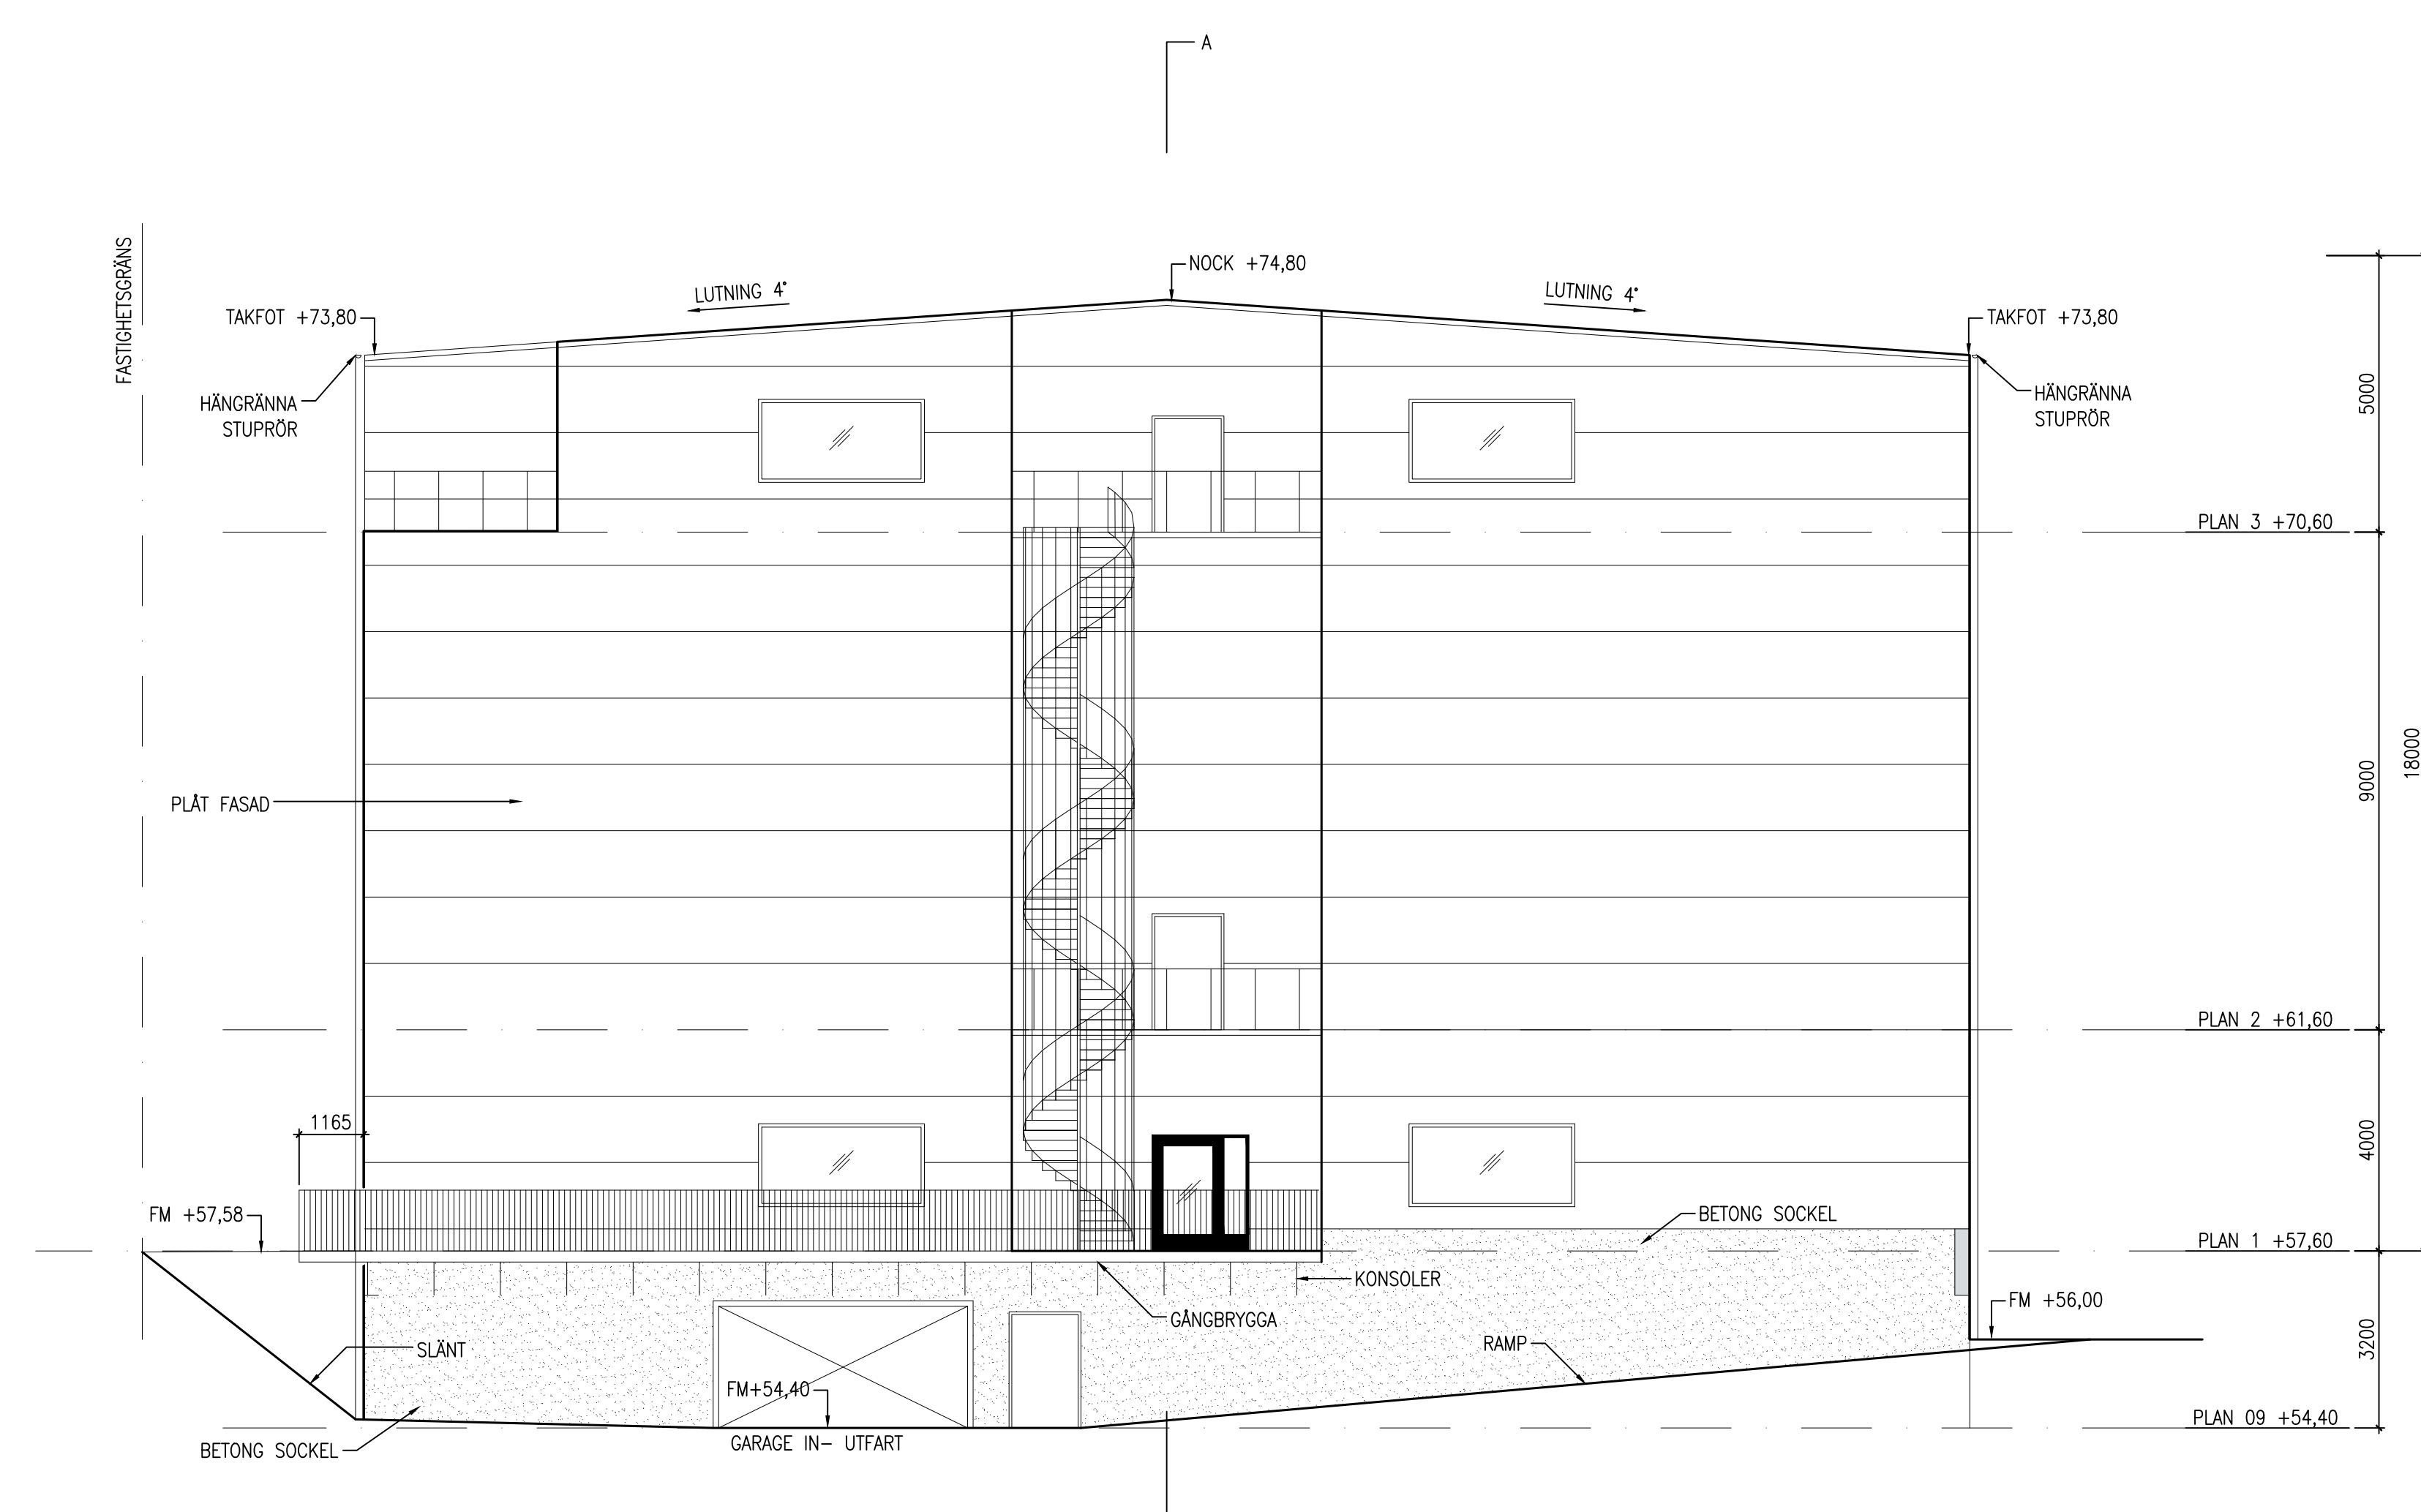 A
FASTIGHETSGRÄNS
NOCK +74,80
LUTNING 4°
LUTNING 4°
TAKFOT +73,80
TAKFOT +73,80
HÄNGRÄNNA
STUPRÖR
HÄNGRÄNNA
STUPRÖR
5000
PLAN 3 +70,60
18000
9000
PLÅT FASAD
PLAN 2 +61,60
1165
4000
FM +57,58
BETONG SOCKEL
PLAN 1 +57,60
KONSOLER
FM +56,00
GÅNGBRYGGA
RAMP
3200
SLÄNT
FM+54,40
PLAN 09 +54,40
GARAGE IN- UTFART
BETONG SOCKEL